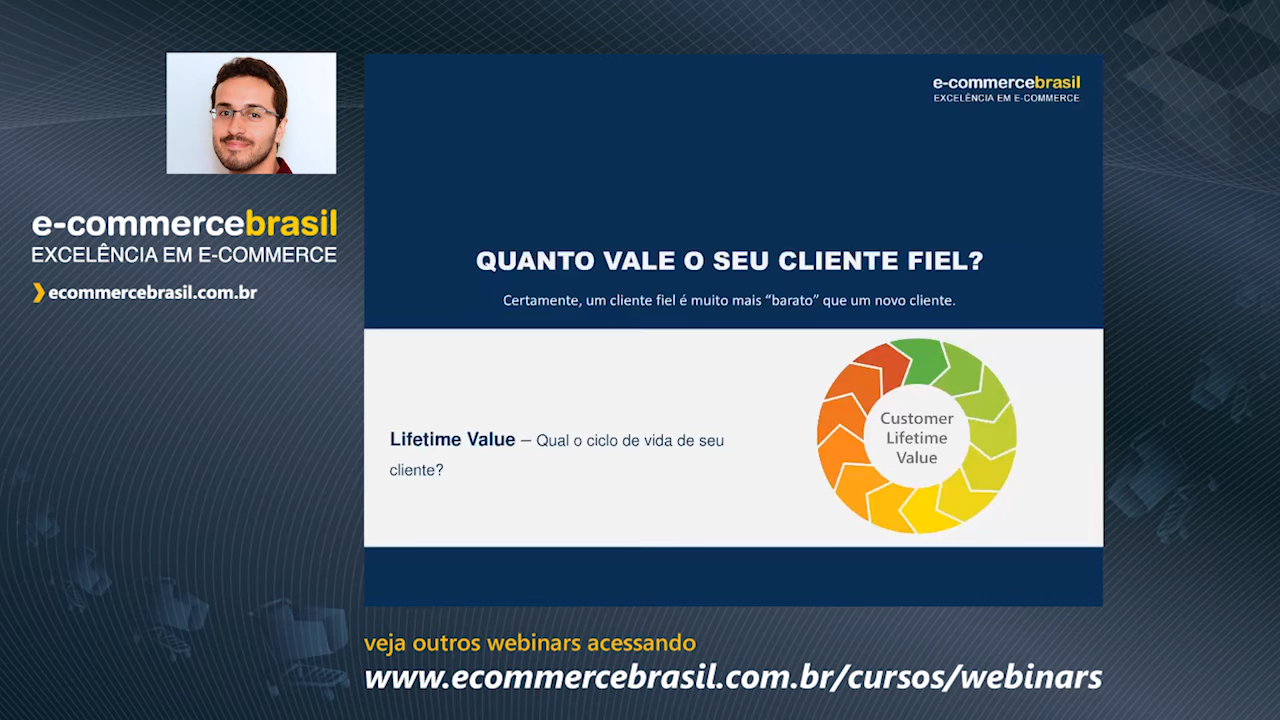 e-commercebrasil
EXCELÊNCIA EM E-COMMERCE
ecommercebrasil.com.br
e-commercebrasil
EXCELÊNCIA EM E-COMMERCE
QUANTO VALE O SEU CLIENTE FIEL?
Certamente, um cliente fiel é muito mais “barato” que um novo cliente.
Lifetime Value – Qual o ciclo de vida de seu
cliente?
Customer
Lifetime
Value
veja outros webinars acessando
www.ecommercebrasil.com.br/cursos/webinars